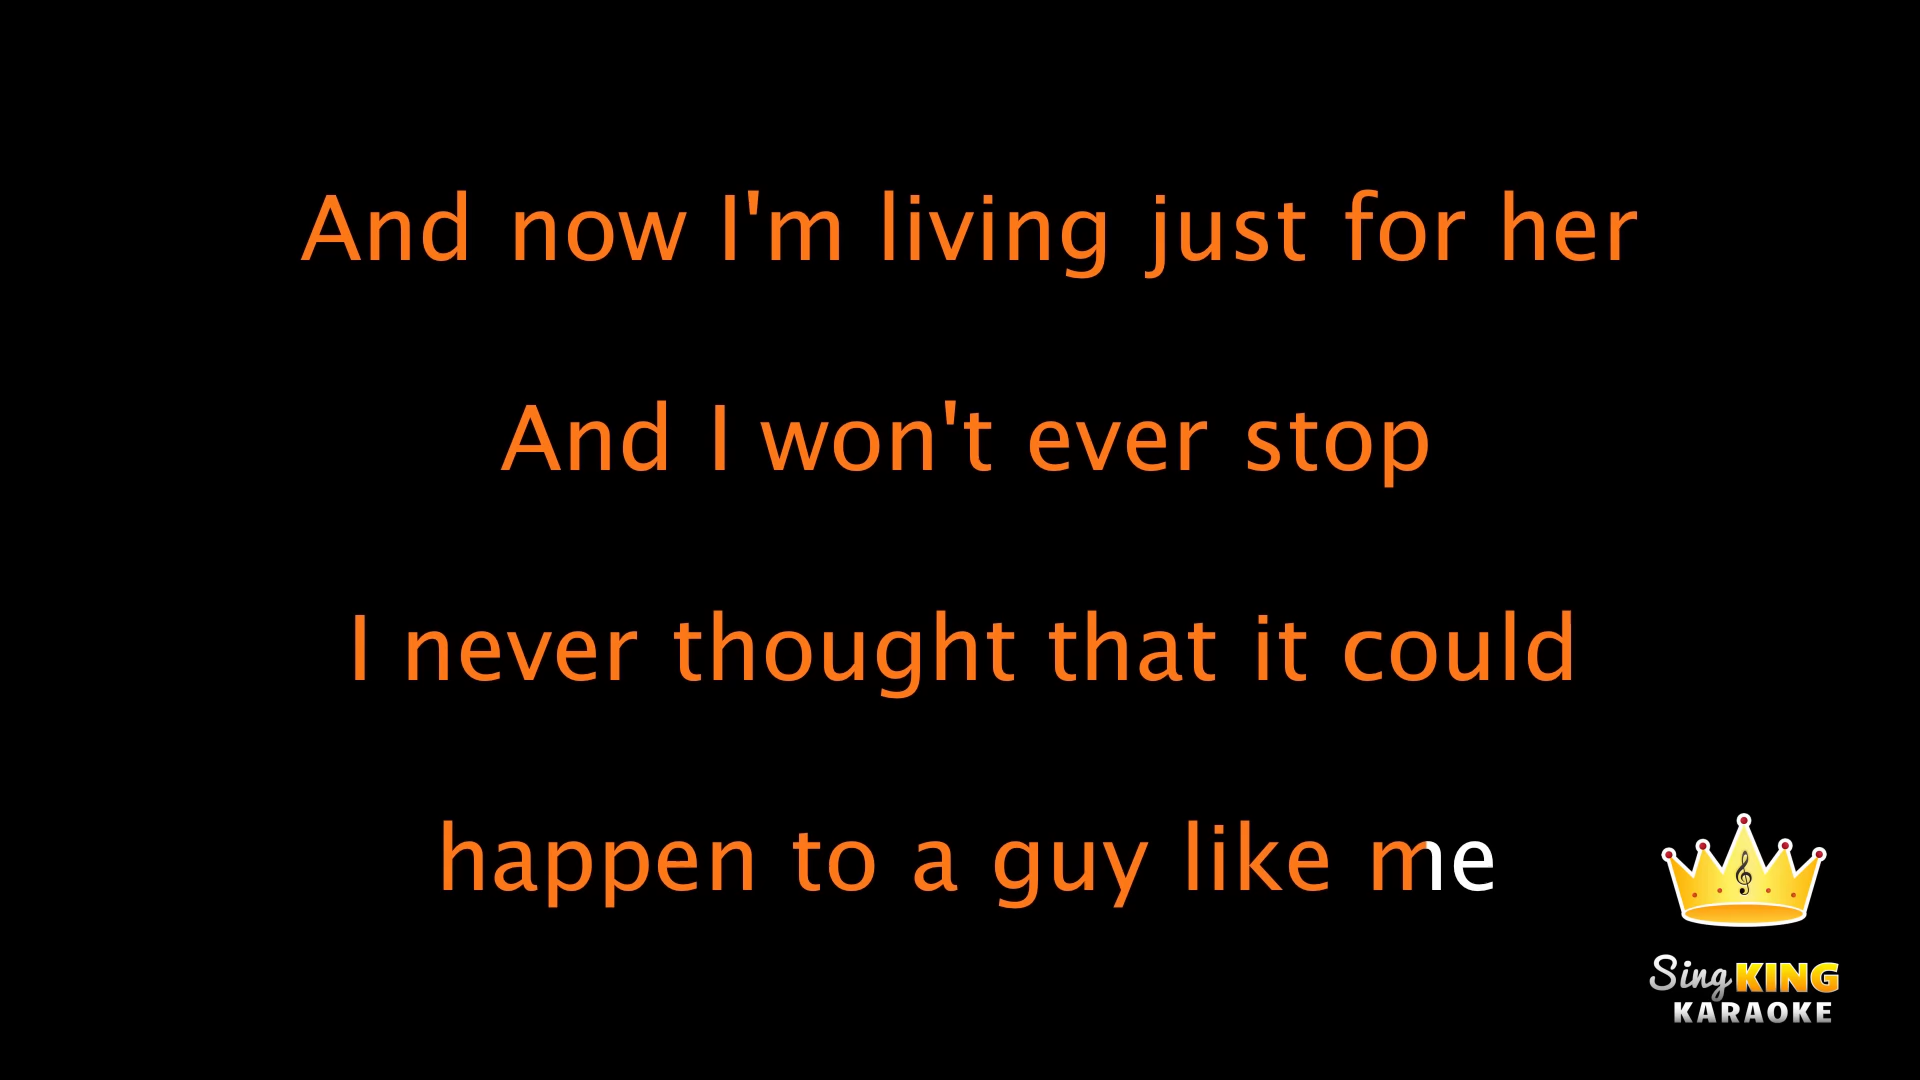 And now I'm living just for her
And I won't ever stop
I never thought that it could
happen to a guy like me
Sing KING
KARAOKE